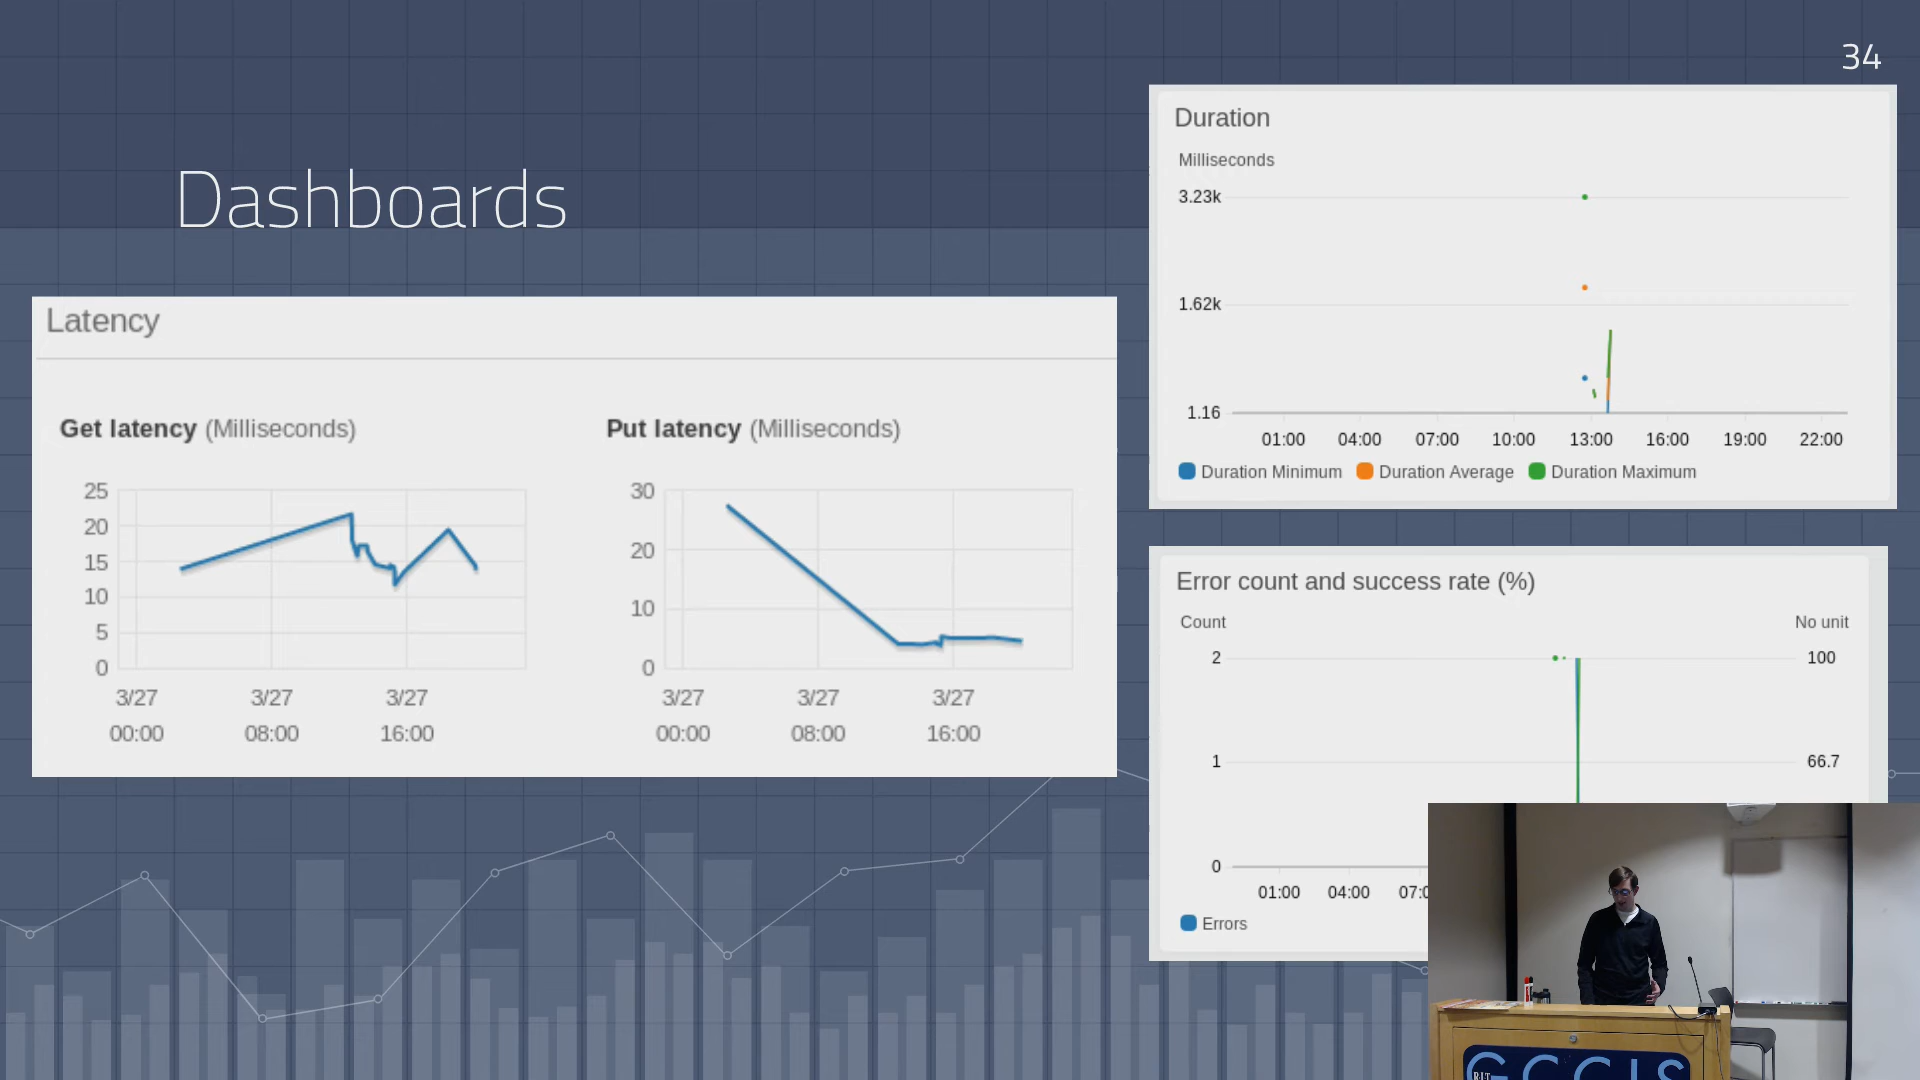 34
Dashboards
Latency
Get latency (Milliseconds)
25
20
15
10
5
0
3/27 3/27 3/27
00:00 08:00 16:00
Put latency (Milliseconds)
30
20
10
0
3/27 3/27 3/27
00:00 08:00 16:00
Duration
Milliseconds
3.23k
1.62k
1.16
01:00 04:00 07:00 10:00 13:00 16:00 19:00 22:00
Duration Minimum Duration Average Duration Maximum
Error count and success rate (%)
Count No unit
2 100
1 66.7
0
01:00 04:00 07:0
Errors
RIT
GCCIS